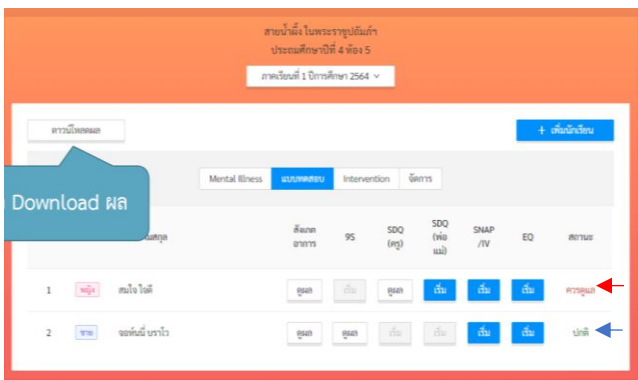 สายน้ำผึ้ง ในพระราชูปถัมภ์ฯ
ประถมศึกษาปีที่ 4 ห้อง 5
ภาคเรียนที่ 1 ปีการศึกษา 2564
ดาวน์โหลดผล
+ เพิ่มนักเรียน
Download ผล
Mental Illness แบบทดสอบ Intervention จัดการ
สังเกตอาการ 9S SDQ (ครู) SDQ (พ่อแม่) SNAP /IV EQ สถานะ
1 หญิง สมใจ ใจดี ดูผล เริ่ม ดูผล เริ่ม เริ่ม เริ่ม ควรดูแล
2 ชาย จอห์นนี่ บราโว ดูผล ดูผล เริ่ม เริ่ม เริ่ม เริ่ม ปกติ